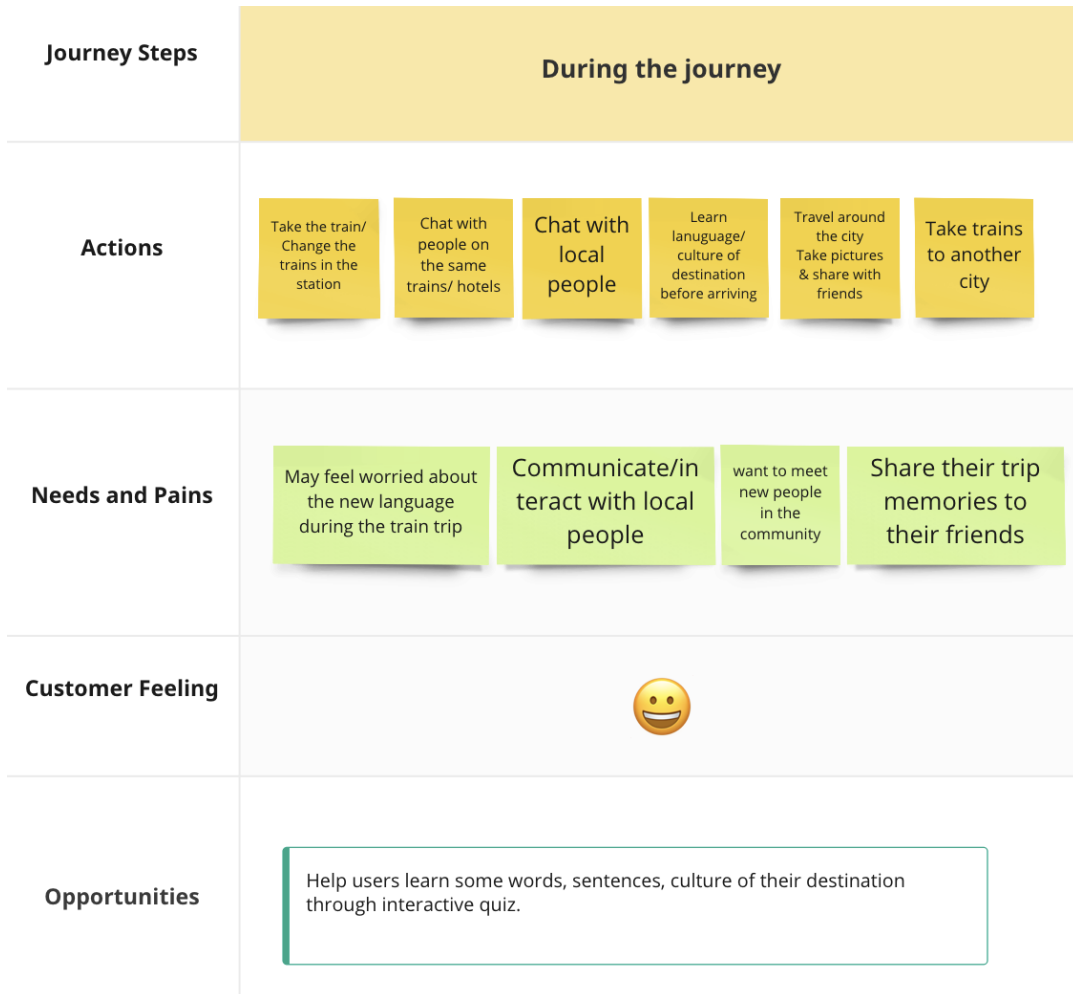 Journey Steps
During the journey
Actions
Take the train/
Change the
trains in the
station
Chat with
people on
the same
trains/ hotels
Chat with
local
people
Learn
lanuguage/
culture of
destination
before arriving
Travel around
the city
Take pictures
& share with
friends
Take trains
to another
city
Needs and Pains
May feel worried about
the new language
during the train trip
Communicate/in
teract with local
people
want to meet
new people
in the
community
Share their trip
memories to
their friends
Customer Feeling
Opportunities
Help users learn some words, sentences, culture of their destination
through interactive quiz.